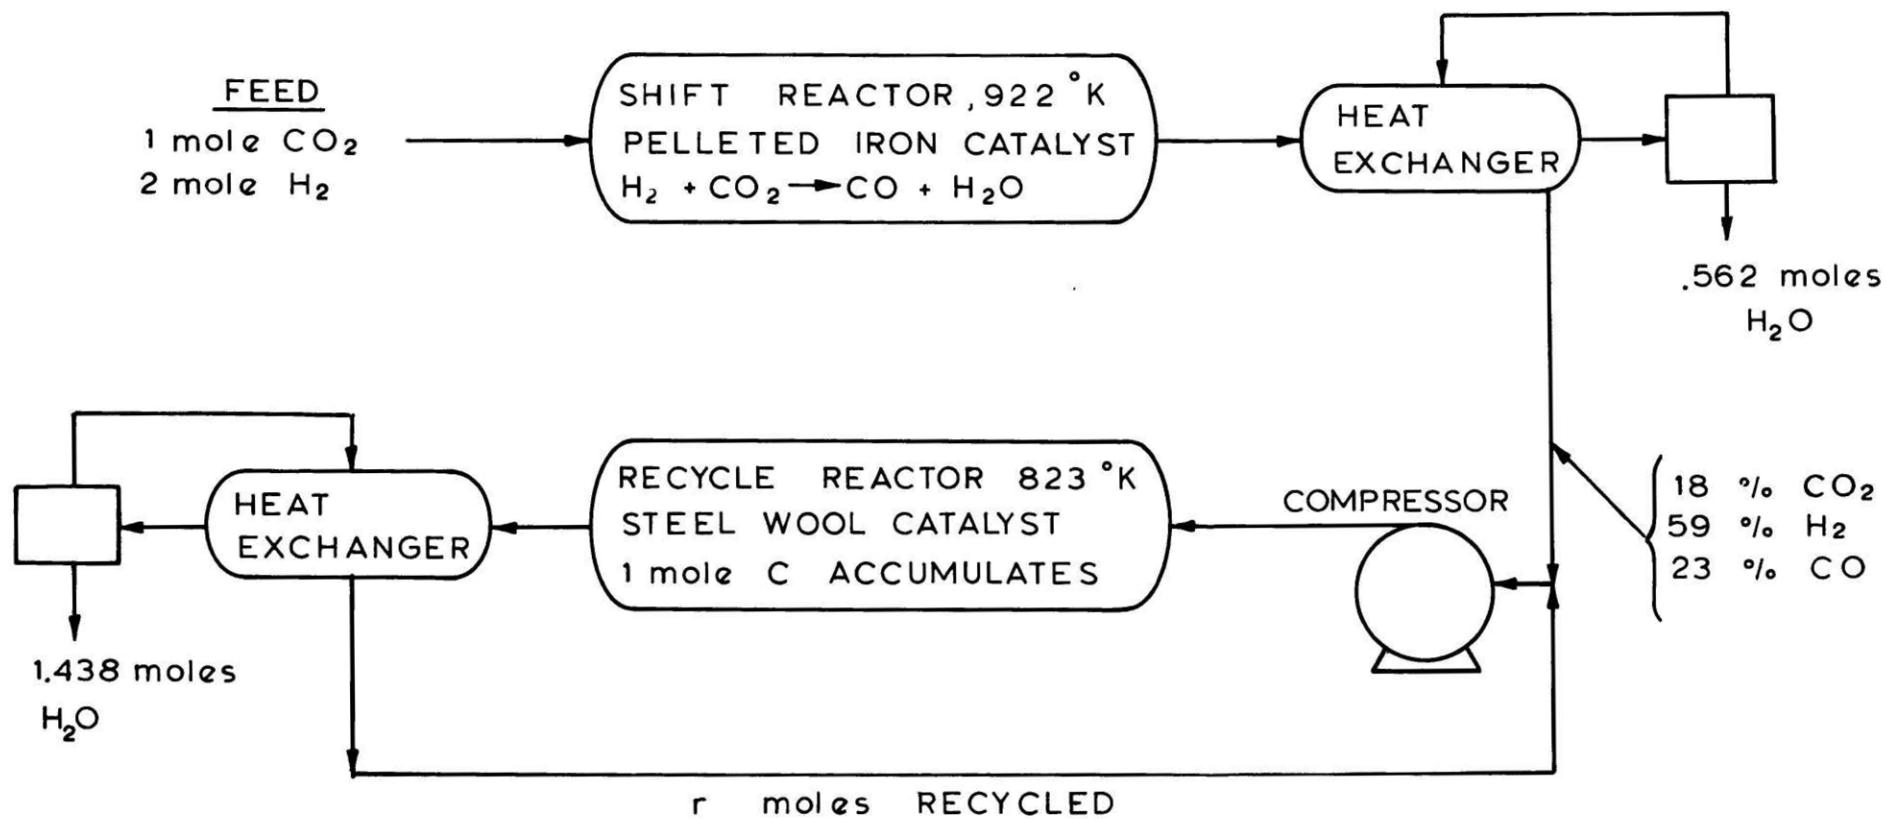 FEED
1 mole CO₂
2 mole H₂
SHIFT REACTOR, 922 °K
PELLETED IRON CATALYST
H₂ + CO₂ → CO + H₂O
HEAT
EXCHANGER
.562 moles
H₂O
18 % CO₂
59 % H₂
23 % CO
COMPRESSOR
RECYCLE REACTOR 823 °K
STEEL WOOL CATALYST
1 mole C ACCUMULATES
HEAT
EXCHANGER
1.438 moles
H₂O
r moles RECYCLED